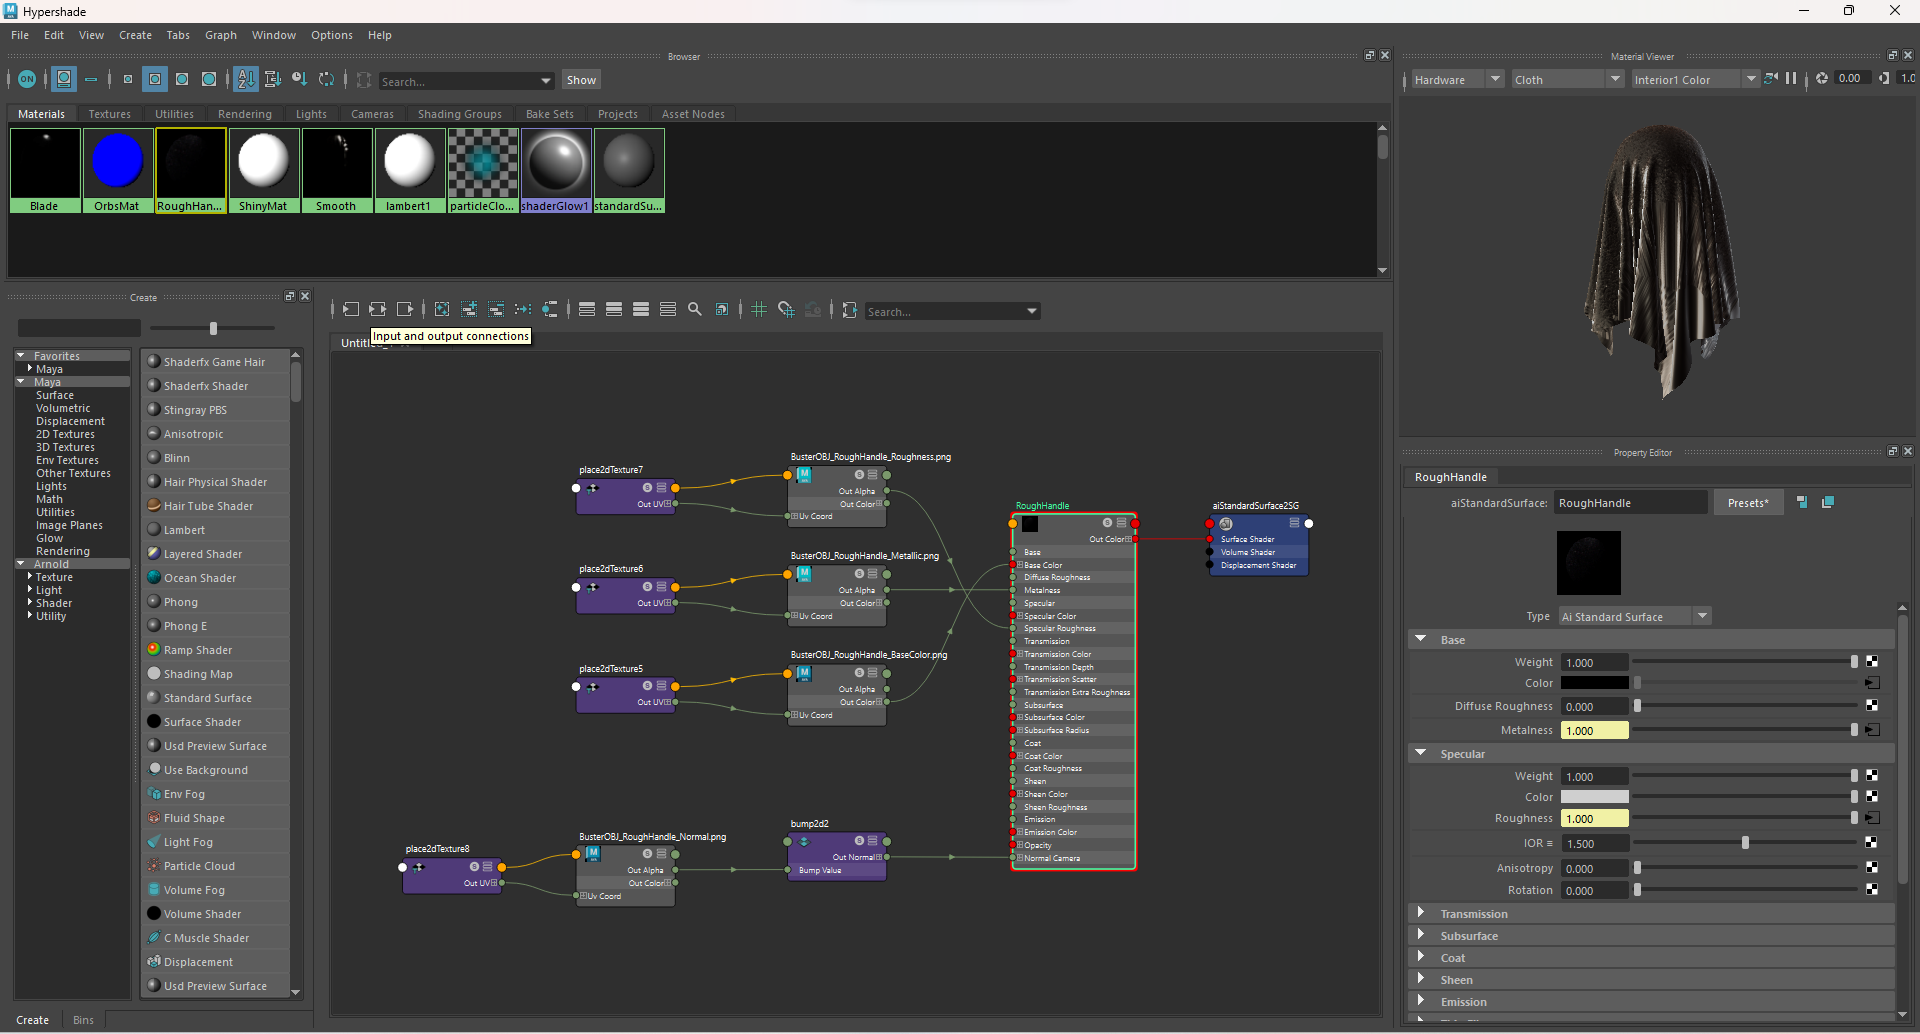 Hypershade
File Edit View Create Tabs Graph Window Options Help
Browser
ON
Search...
Show
Materials Textures Utilities Rendering Lights Cameras Shading Groups Bake Sets Projects Asset Nodes
Blade OrbsMat RoughHan... ShinyMat Smooth lambert1 particleClo... shaderGlow1 standardSu...
Create
Favorites
Maya
Maya
Surface
Volumetric
Displacement
2D Textures
3D Textures
Env Textures
Other Textures
Lights
Math
Utilities
Image Planes
Glow
Rendering
Arnold
Texture
Light
Shader
Utility
Shaderfx Game Hair
Shaderfx Shader
Stingray PBS
Anisotropic
Blinn
Hair Physical Shader
Hair Tube Shader
Lambert
Layered Shader
Ocean Shader
Phong
Phong E
Ramp Shader
Shading Map
Standard Surface
Surface Shader
Usd Preview Surface
Use Background
Env Fog
Fluid Shape
Light Fog
Particle Cloud
Volume Fog
Volume Shader
C Muscle Shader
Displacement
Usd Preview Surface
Create Bins
Search...
Input and output connections
Untitled_
place2dTexture7
Out UV
BusterOBJ_RoughHandle_Roughness.png
Out Alpha
Out Color
Uv Coord
place2dTexture6
Out UV
BusterOBJ_RoughHandle_Metallic.png
Out Alpha
Out Color
Uv Coord
place2dTexture5
Out UV
BusterOBJ_RoughHandle_BaseColor.png
Out Alpha
Out Color
Uv Coord
place2dTexture8
Out UV
BusterOBJ_RoughHandle_Normal.png
Out Alpha
Out Color
Uv Coord
bump2d2
Out Normal
Bump Value
RoughHandle
Out Color
Base
Base Color
Diffuse Roughness
Metalness
Specular
Specular Color
Specular Roughness
Transmission
Transmission Color
Transmission Depth
Transmission Scatter
Transmission Extra Roughness
Subsurface
Subsurface Color
Subsurface Radius
Coat
Coat Color
Coat Roughness
Sheen
Sheen Color
Sheen Roughness
Emission
Emission Color
Opacity
Normal Camera
aiStandardSurface2SG
Surface Shader
Volume Shader
Displacement Shader
Material Viewer
Hardware Cloth Interior1 Color 0.00 1.0
Property Editor
RoughHandle
aiStandardSurface: RoughHandle Presets*
Type Ai Standard Surface
Base
Weight 1.000
Color
Diffuse Roughness 0.000
Metalness 1.000
Specular
Weight 1.000
Color
Roughness 1.000
IOR = 1.500
Anisotropy 0.000
Rotation 0.000
Transmission
Subsurface
Coat
Sheen
Emission